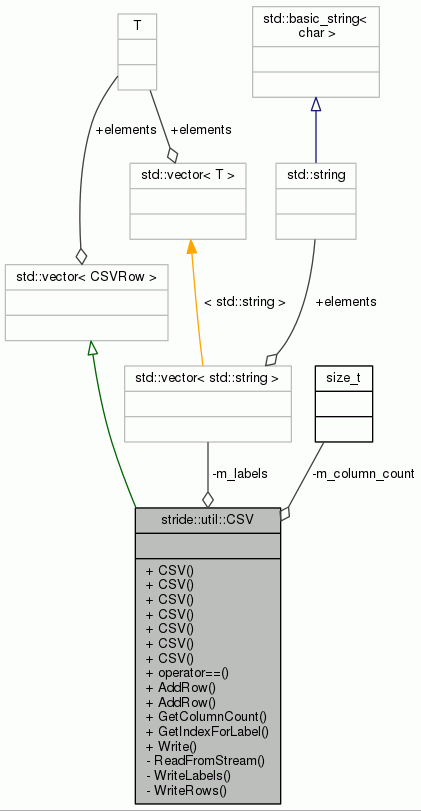 T
std::basic_string<
char >
+elements
+elements
std::vector< T >
std::string
std::vector< CSVRow >
< std::string >
+elements
std::vector< std::string >
size_t
-m_labels
-m_column_count
stride::util::CSV
+ CSV()
+ CSV()
+ CSV()
+ CSV()
+ CSV()
+ CSV()
+ CSV()
+ operator==()
+ AddRow()
+ AddRow()
+ GetColumnCount()
+ GetIndexForLabel()
+ Write()
- ReadFromStream()
- WriteLabels()
- WriteRows()